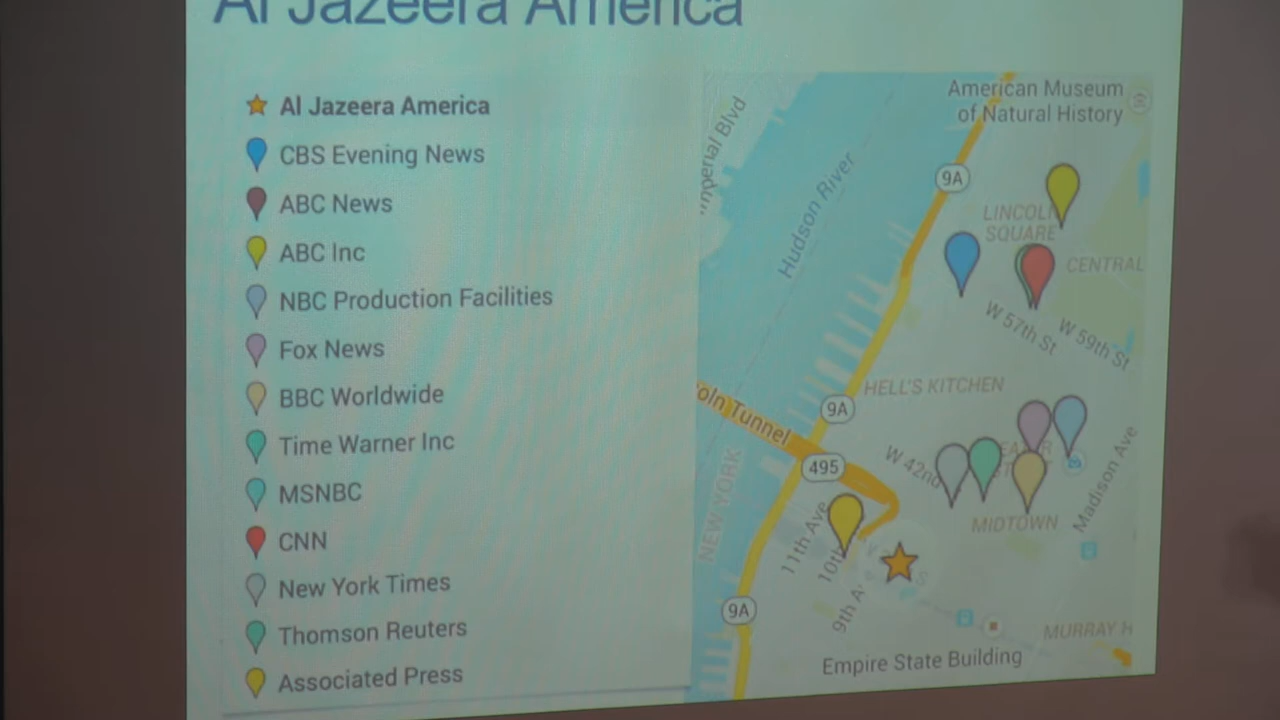 Al Jazeera America
Al Jazeera America
CBS Evening News
ABC News
ABC Inc
NBC Production Facilities
Fox News
BBC Worldwide
Time Warner Inc
MSNBC
CNN
New York Times
Thomson Reuters
Associated Press
American Museum
of Natural History
Blvd
Hudson River
9A
LINCOLN
SQUARE
CENTRAL
W 57th St
W 59th St
HELL'S KITCHEN
9A
oln Tunnel
495
W 42nd
Madison Ave
NEW YORK
11th Ave
10th
9th A
MIDTOWN
9A
MURRAY H
Empire State Building